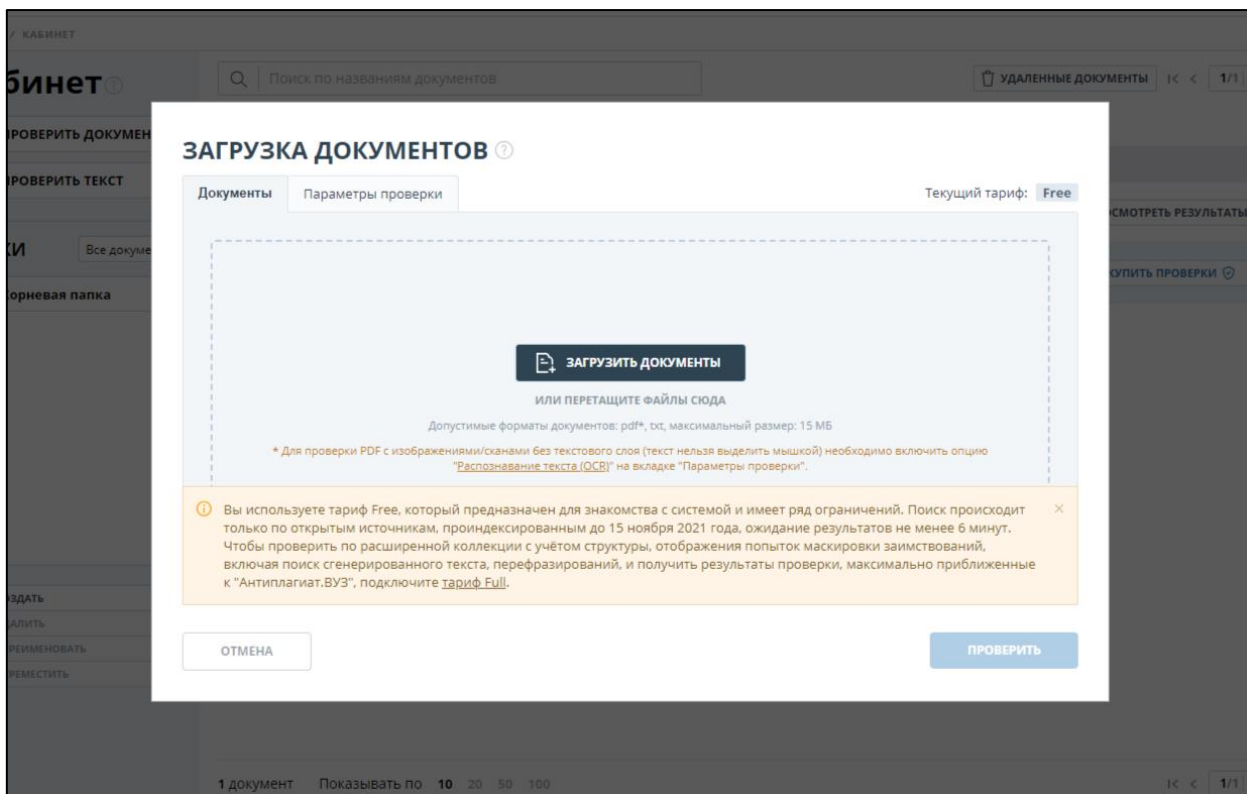 / КАБИНЕТ
бинет
Поиск по названиям документов
УДАЛЕННЫЕ ДОКУМЕНТЫ
1/1
ПРОВЕРИТЬ ДОКУМЕН
ПРОВЕРИТЬ ТЕКСТ
КИ
Все докуме
Корневая папка
ЗАГРУЗКА ДОКУМЕНТОВ
Документы
Параметры проверки
Текущий тариф: Free
СМОТРЕТЬ РЕЗУЛЬТАТЫ
КУПИТЬ ПРОВЕРКИ
ЗАГРУЗИТЬ ДОКУМЕНТЫ
ИЛИ ПЕРЕТАЩИТЕ ФАЙЛЫ СЮДА
Допустимые форматы документов: pdf*, txt, максимальный размер: 15 МБ
* Для проверки PDF с изображениями/сканами без текстового слоя (текст нельзя выделить мышкой) необходимо включить опцию
"Распознавание текста (OCR)" на вкладке "Параметры проверки".
Вы используете тариф Free, который предназначен для знакомства с системой и имеет ряд ограничений. Поиск происходит
только по открытым источникам, проиндексированным до 15 ноября 2021 года, ожидание результатов не менее 6 минут.
Чтобы проверить по расширенной коллекции с учётом структуры, отображения попыток маскировки заимствований,
включая поиск сгенерированного текста, перефразирований, и получить результаты проверки, максимально приближенные
к "Антиплагиат.ВУЗ", подключите тариф Full.
ОТМЕНА
ПРОВЕРИТЬ
ОЗДАТЬ
ДАЛИТЬ
РЕИМЕНОВАТЬ
РЕМЕСТИТЬ
1 документ
Показывать по 10 20 50 100
1/1